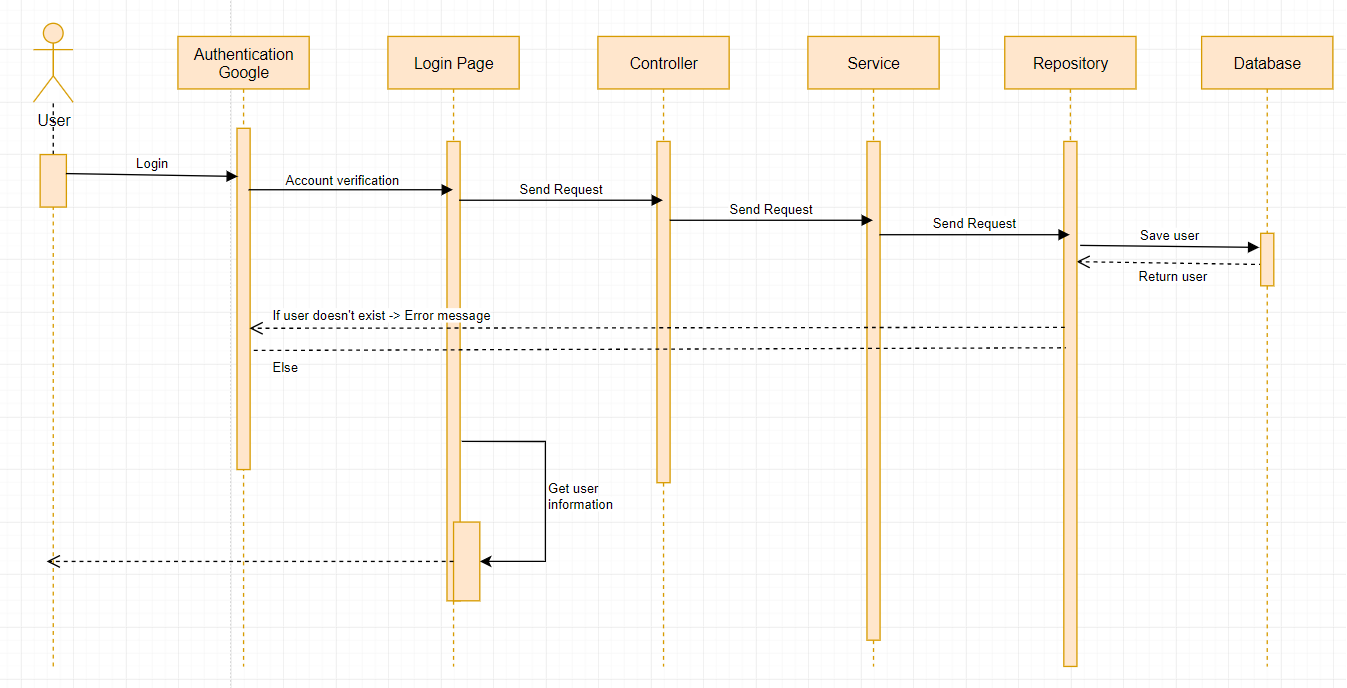 Authentication
Google
Login Page
Controller
Service
Repository
Database
User
Login
Account verification
Send Request
Send Request
Send Request
Save user
Return user
If user doesn't exist -> Error message
Else
Get user
information